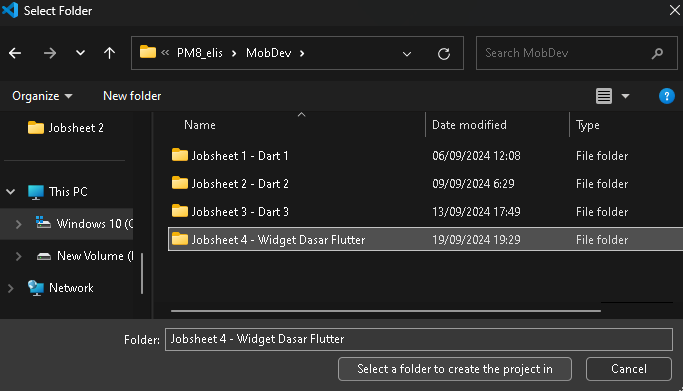 Select Folder
« PM8_elis > MobDev >
Search MobDev
Organize
New folder
Name
Date modified
Type
Jobsheet 2
This PC
Windows 10 (C
New Volume (
Network
Jobsheet 1 - Dart 1 06/09/2024 12:08 File folder
Jobsheet 2 - Dart 2 09/09/2024 6:29 File folder
Jobsheet 3 - Dart 3 13/09/2024 17:49 File folder
Jobsheet 4 - Widget Dasar Flutter 19/09/2024 19:29 File folder
Folder: Jobsheet 4 - Widget Dasar Flutter
Select a folder to create the project in
Cancel